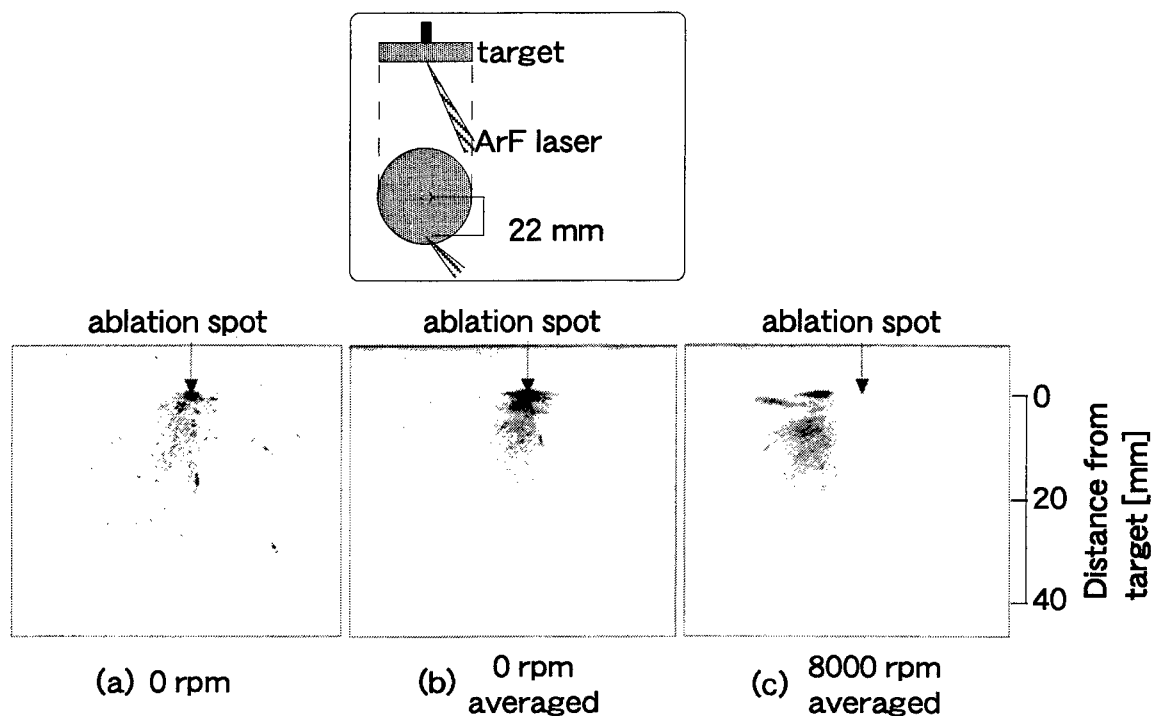 target
ArF laser
22 mm
ablation spot
ablation spot
ablation spot
0
20
40
Distance from
target [mm]
(a) 0 rpm
(b) 0 rpm
averaged
(c) 8000 rpm
averaged